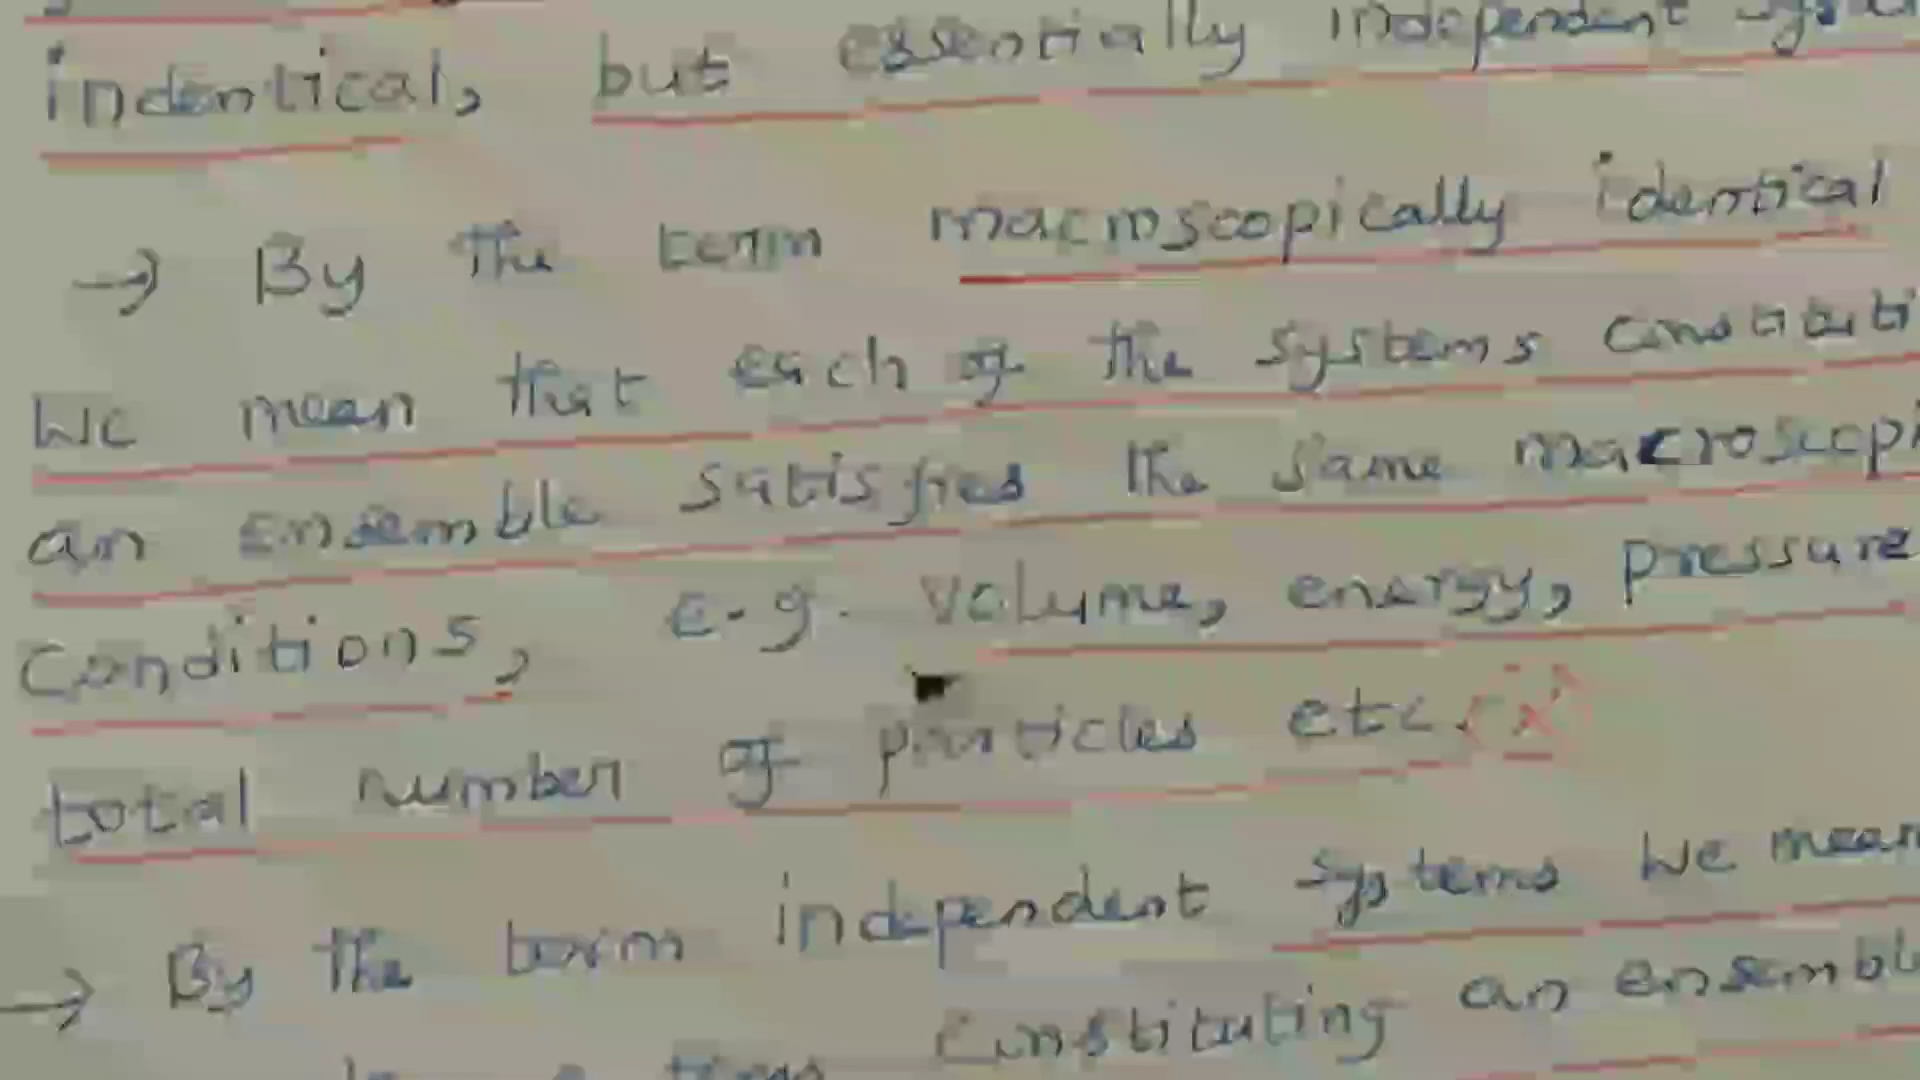 indentical, but essentially independent
→ By the term macroscopically identical
we mean that each of the systems constituti
an ensemble satisfies the same macroscopi
Conditions, e.g. volume, energy, pressure
total number of particles etc.
→ By the term independent systems we mean
constituting an ensembl